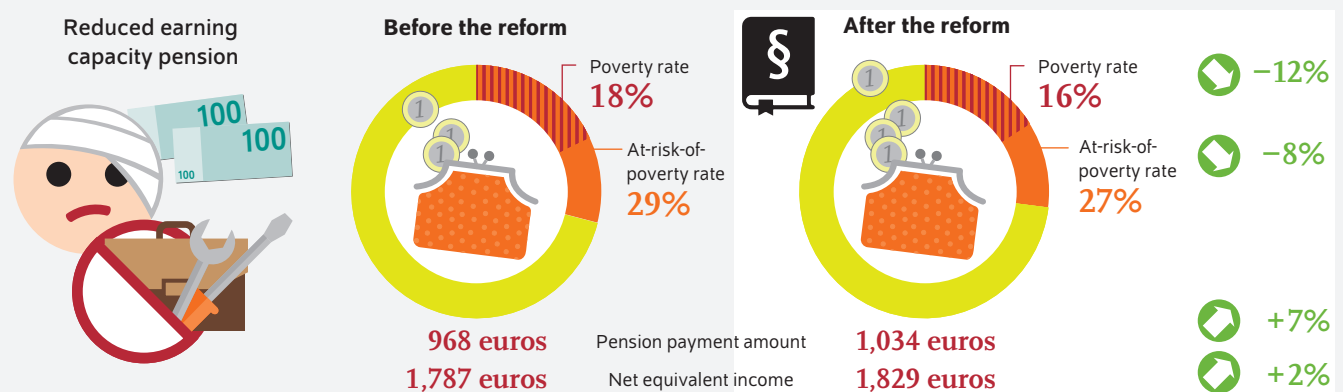 Reduced earning
capacity pension
100
100
100
Before the reform
1
1
1
Poverty rate
18%
At-risk-of-
poverty rate
29%
§
After the reform
1
1
1
1
Poverty rate
16%
At-risk-of-
poverty rate
27%
−12%
−8%
968 euros Pension payment amount 1,034 euros +7%
1,787 euros Net equivalent income 1,829 euros +2%